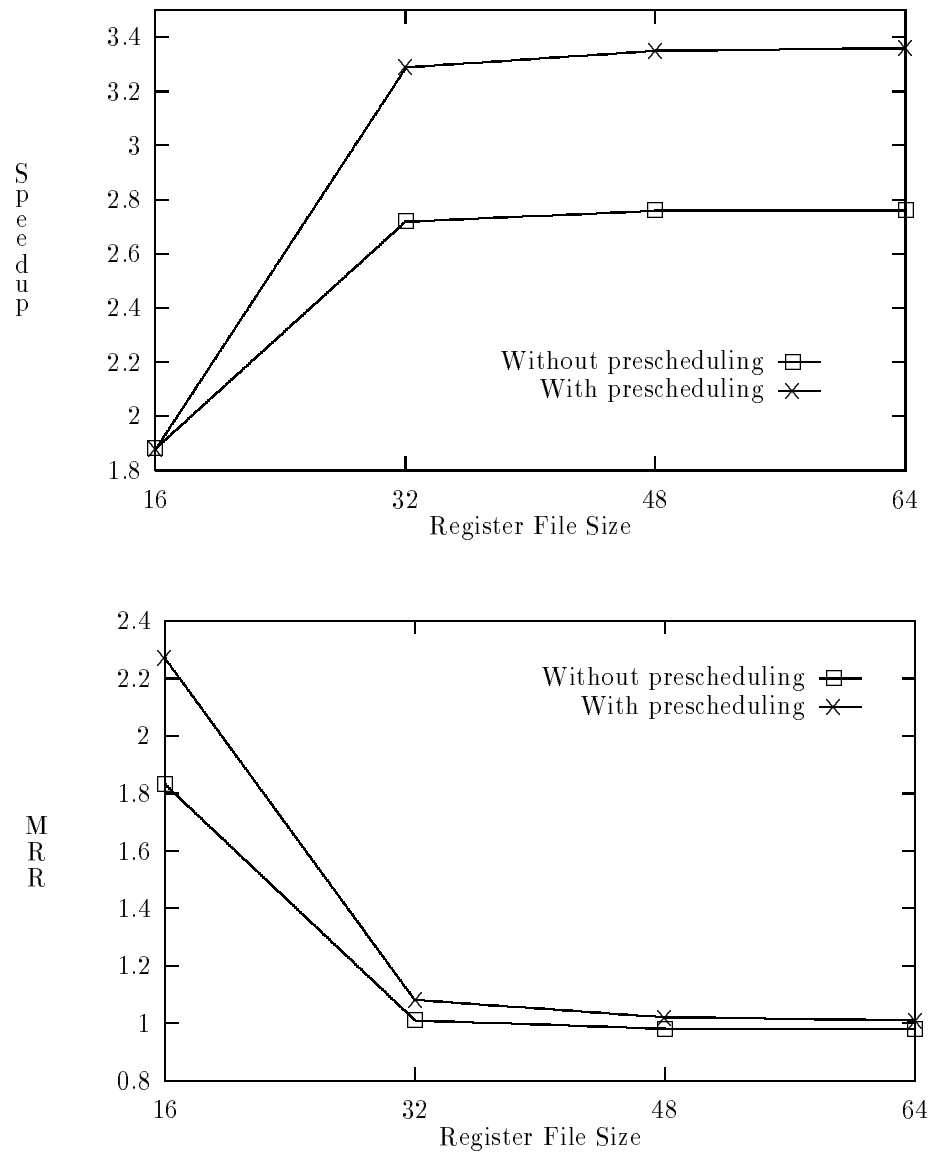 3.4
3.2
3
2.8
2.6
2.4
2.2
2
1.8
Speedup
Without prescheduling
With prescheduling
16 32 48 64
Register File Size
2.4
2.2
2
1.8
1.6
1.4
1.2
1
0.8
MRR
Without prescheduling
With prescheduling
16 32 48 64
Register File Size